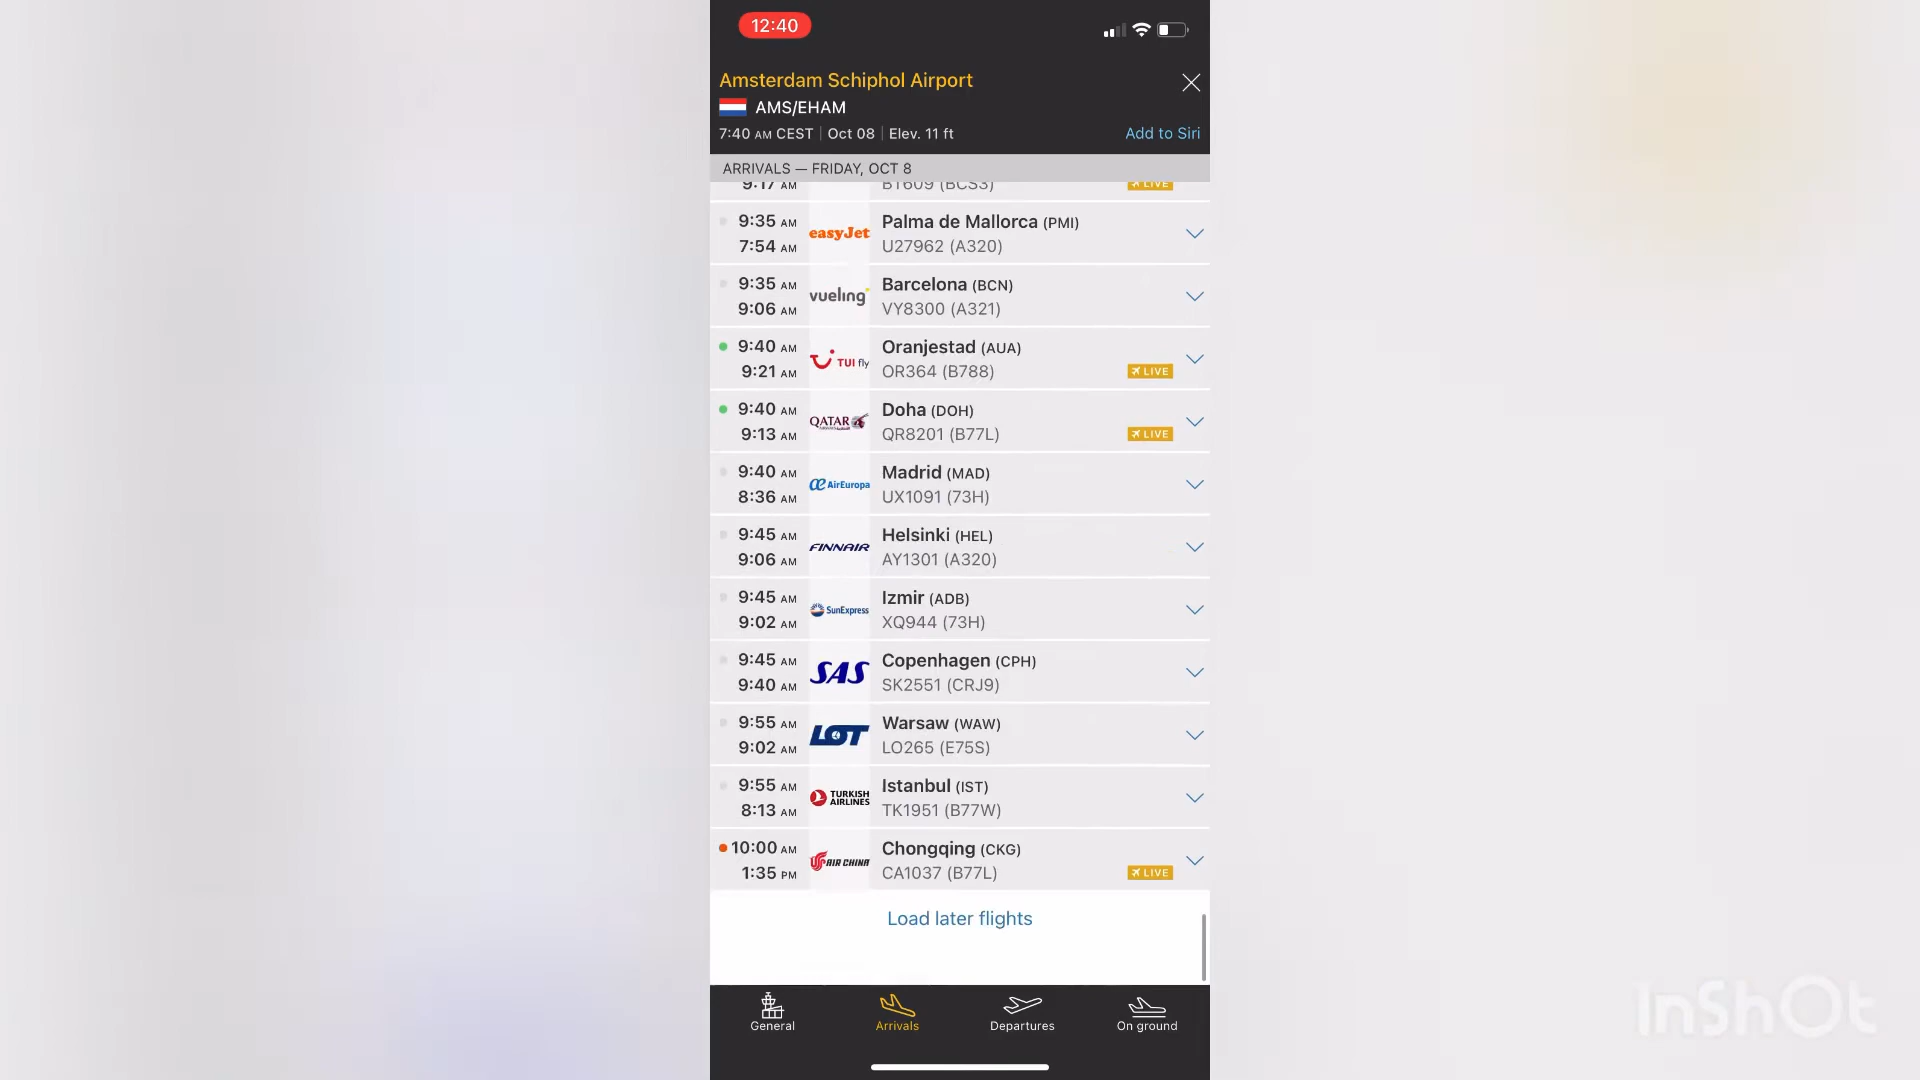 12:40
Amsterdam Schiphol Airport
AMS/EHAM
7:40 AM CEST | Oct 08 | Elev. 11 ft
Add to Siri
ARRIVALS — FRIDAY, OCT 8
9:17 AM
BT609 (BCS3)
LIVE
9:35 AM
7:54 AM
easyJet
Palma de Mallorca (PMI)
U27962 (A320)
9:35 AM
9:06 AM
vueling
Barcelona (BCN)
VY8300 (A321)
9:40 AM
9:21 AM
TUI fly
Oranjestad (AUA)
OR364 (B788)
LIVE
9:40 AM
9:13 AM
QATAR
Doha (DOH)
QR8201 (B77L)
LIVE
9:40 AM
8:36 AM
AirEuropa
Madrid (MAD)
UX1091 (73H)
9:45 AM
9:06 AM
FINNAIR
Helsinki (HEL)
AY1301 (A320)
9:45 AM
9:02 AM
SunExpress
Izmir (ADB)
XQ944 (73H)
9:45 AM
9:40 AM
SAS
Copenhagen (CPH)
SK2551 (CRJ9)
9:55 AM
9:02 AM
LOT
Warsaw (WAW)
LO265 (E75S)
9:55 AM
8:13 AM
TURKISH
AIRLINES
Istanbul (IST)
TK1951 (B77W)
10:00 AM
1:35 PM
AIR CHINA
Chongqing (CKG)
CA1037 (B77L)
LIVE
Load later flights
General
Arrivals
Departures
On ground
InShOt